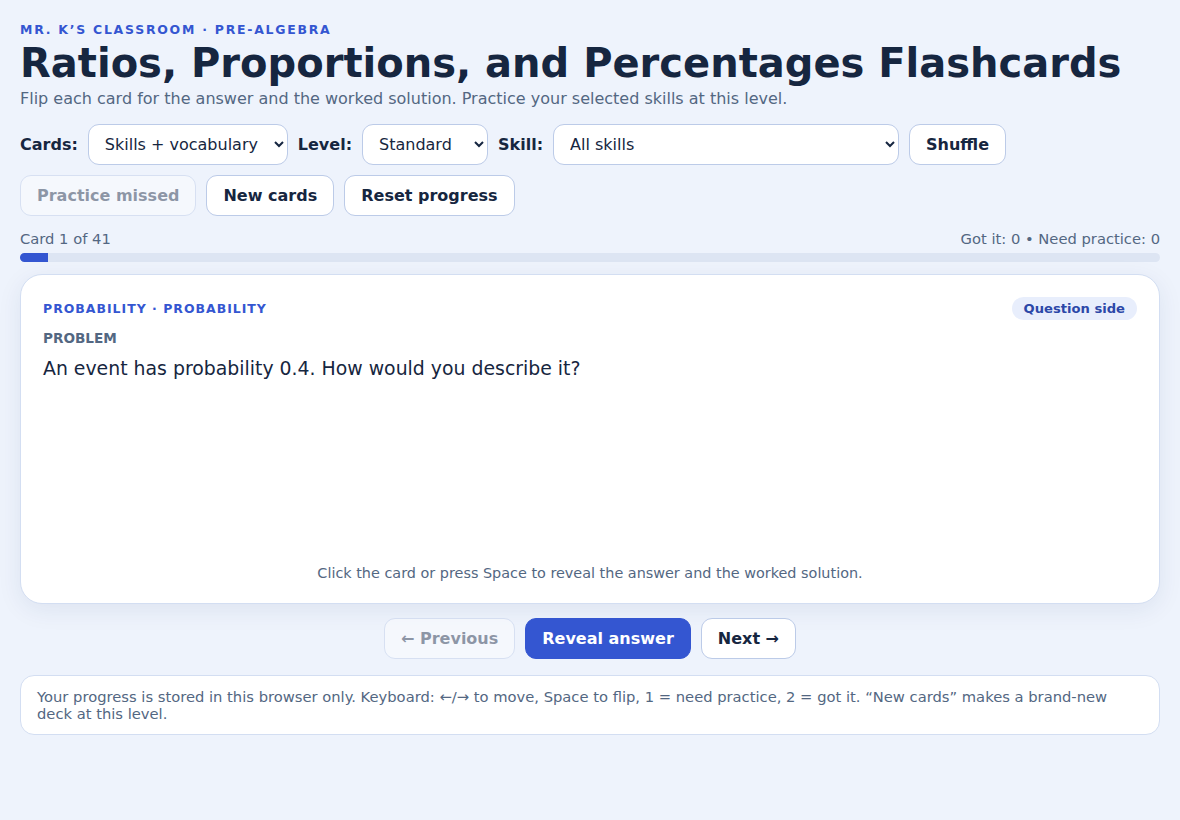 MR. K’S CLASSROOM · PRE-ALGEBRA
Ratios, Proportions, and Percentages Flashcards
Flip each card for the answer and the worked solution. Practice your selected skills at this level.
Cards: Skills + vocabulary Level: Standard Skill: All skills Shuffle
Practice missed New cards Reset progress
Card 1 of 41 Got it: 0 • Need practice: 0
PROBABILITY · PROBABILITY Question side
PROBLEM
An event has probability 0.4. How would you describe it?
Click the card or press Space to reveal the answer and the worked solution.
← Previous Reveal answer Next →
Your progress is stored in this browser only. Keyboard: ←/→ to move, Space to flip, 1 = need practice, 2 = got it. “New cards” makes a brand-new
deck at this level.